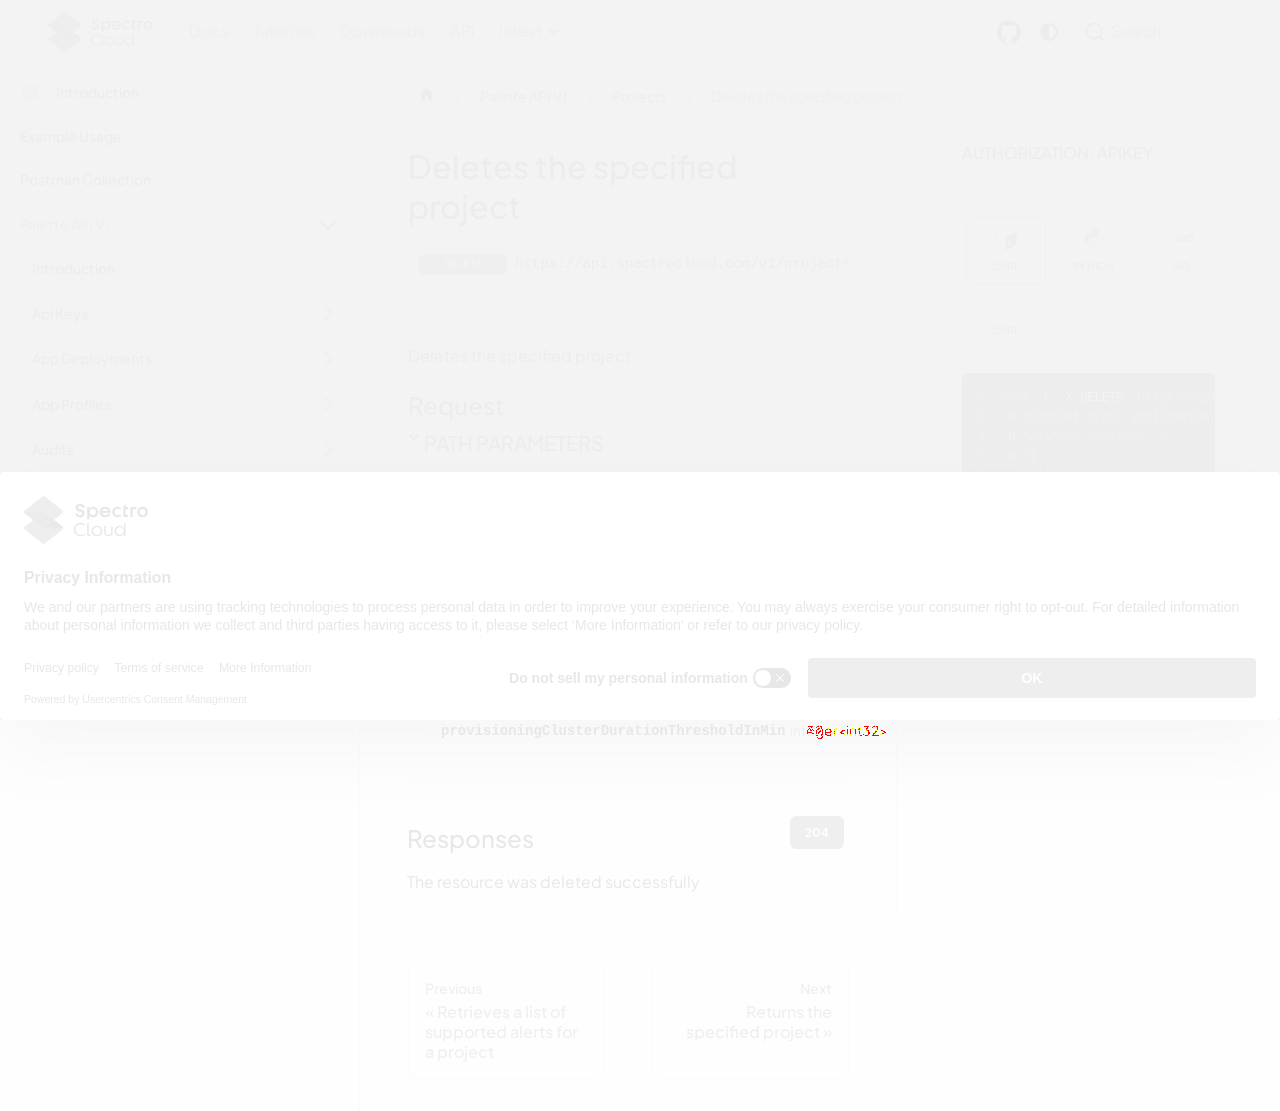 Spectro Cloud
Docs Tutorials Downloads API latest
Search
Introduction
Example Usage
Postman Collection
Palette API V1
Introduction
Api Keys
App Deployments
App Profiles
Audits
Palette API V1
Projects
Deletes the specified project
Deletes the specified
project
DELETE https://api.spectrocloud.com/v1/projects
Deletes the specified project
Request
PATH PARAMETERS
AUTHORIZATION: APIKEY
CURL PYTHON GO
CURL
DELETE
Spectro
Cloud
Privacy Information
We and our partners are using tracking technologies to process personal data in order to improve your experience. You may always exercise your consumer right to opt-out. For detailed information
about personal information we collect and third parties having access to it, please select 'More Information' or refer to our privacy policy.
Privacy policy Terms of service More Information
Powered by Usercentrics Consent Management
Do not sell my personal information
OK
provisioningClusterDurationThresholdInMin
Responses
204
The resource was deleted successfully
Previous
« Retrieves a list of
supported alerts for
a project
Next
Returns the
specified project »